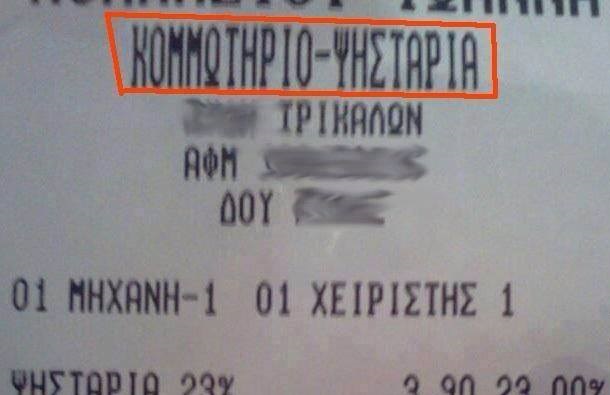 ΚΟΜΜΩΤΗΡΙΟ-ΨΗΣΤΑΡΙΑ
ΤΡΙΚΑΛΩΝ
ΑΦΜ
ΔΟΥ
01 ΜΗΧΑΝΗ-1 01 ΧΕΙΡΙΣΤΗΣ 1
ΨΗΣΤΑΡΙΑ 23% 3,90 23,00%